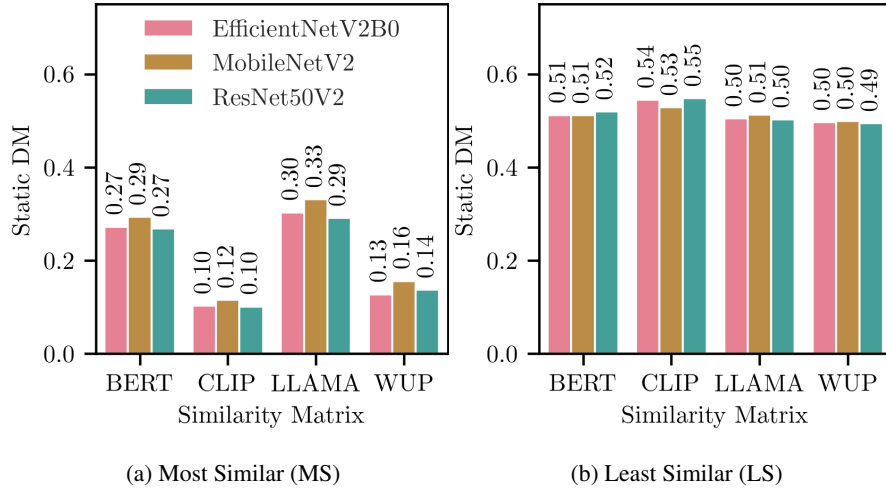 EfficientNetV2B0
MobileNetV2
ResNet50V2
Static DM
0.6
0.4
0.2
0.0
0.27
0.29
0.27
0.10
0.12
0.10
0.30
0.33
0.29
0.13
0.16
0.14
BERT CLIP LLAMA WUP
Similarity Matrix
(a) Most Similar (MS)
Static DM
0.6
0.4
0.2
0.0
0.51
0.51
0.52
0.54
0.53
0.55
0.50
0.51
0.50
0.50
0.50
0.49
BERT CLIP LLAMA WUP
Similarity Matrix
(b) Least Similar (LS)